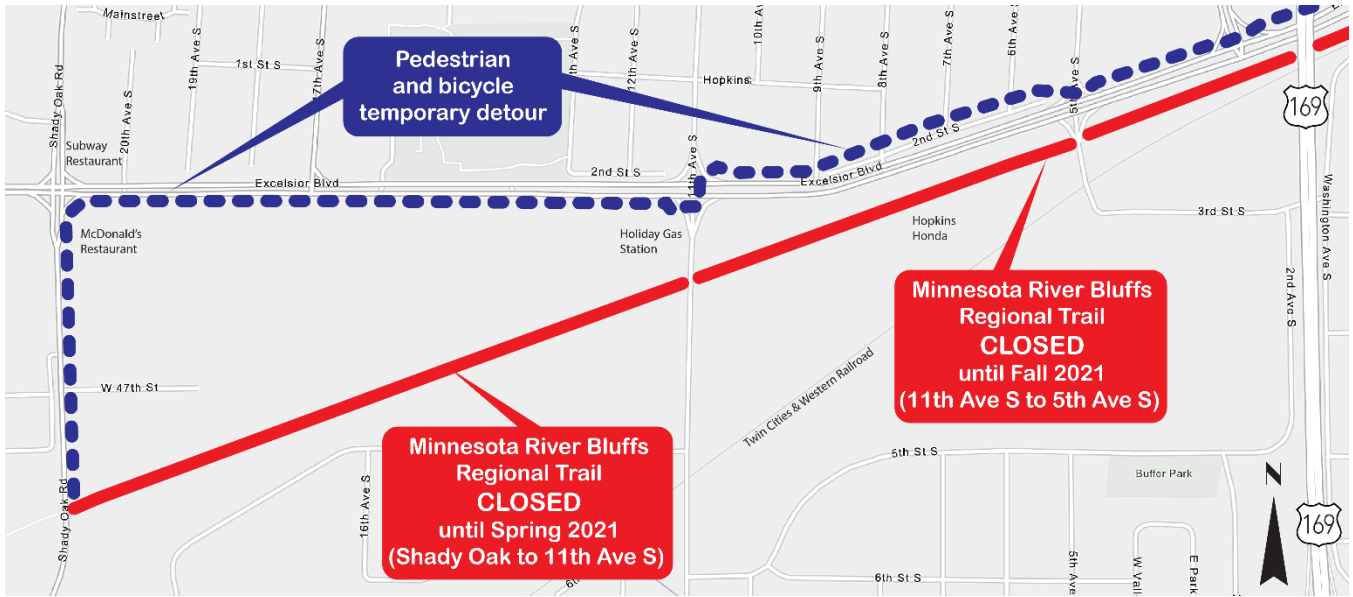 Mainstreet
Shady Oak Rd
20th Ave S
19th Ave S
1st St S
17th Ave S
Pedestrian
and bicycle
temporary detour
12th Ave S
10th Ave
Hopkins
9th Ave S
8th Ave S
7th Ave S
6th Ave S
5th Ave S
169
Subway
Restaurant
2nd St S
11th Ave S
2nd St S
Excelsior Blvd
Excelsior Blvd
McDonald's
Restaurant
Holiday Gas
Station
Hopkins
Honda
3rd St S
Washington Ave S
2nd Ave S
Minnesota River Bluffs
Regional Trail
CLOSED
until Fall 2021
(11th Ave S to 5th Ave S)
W 47th St
Twin Cities & Western Railroad
Minnesota River Bluffs
Regional Trail
CLOSED
until Spring 2021
(Shady Oak to 11th Ave S)
Shady Oak Rd
16th Ave S
5th St S
Buffer Park
N
169
6th St S
5th Ave
W Valle
E Park